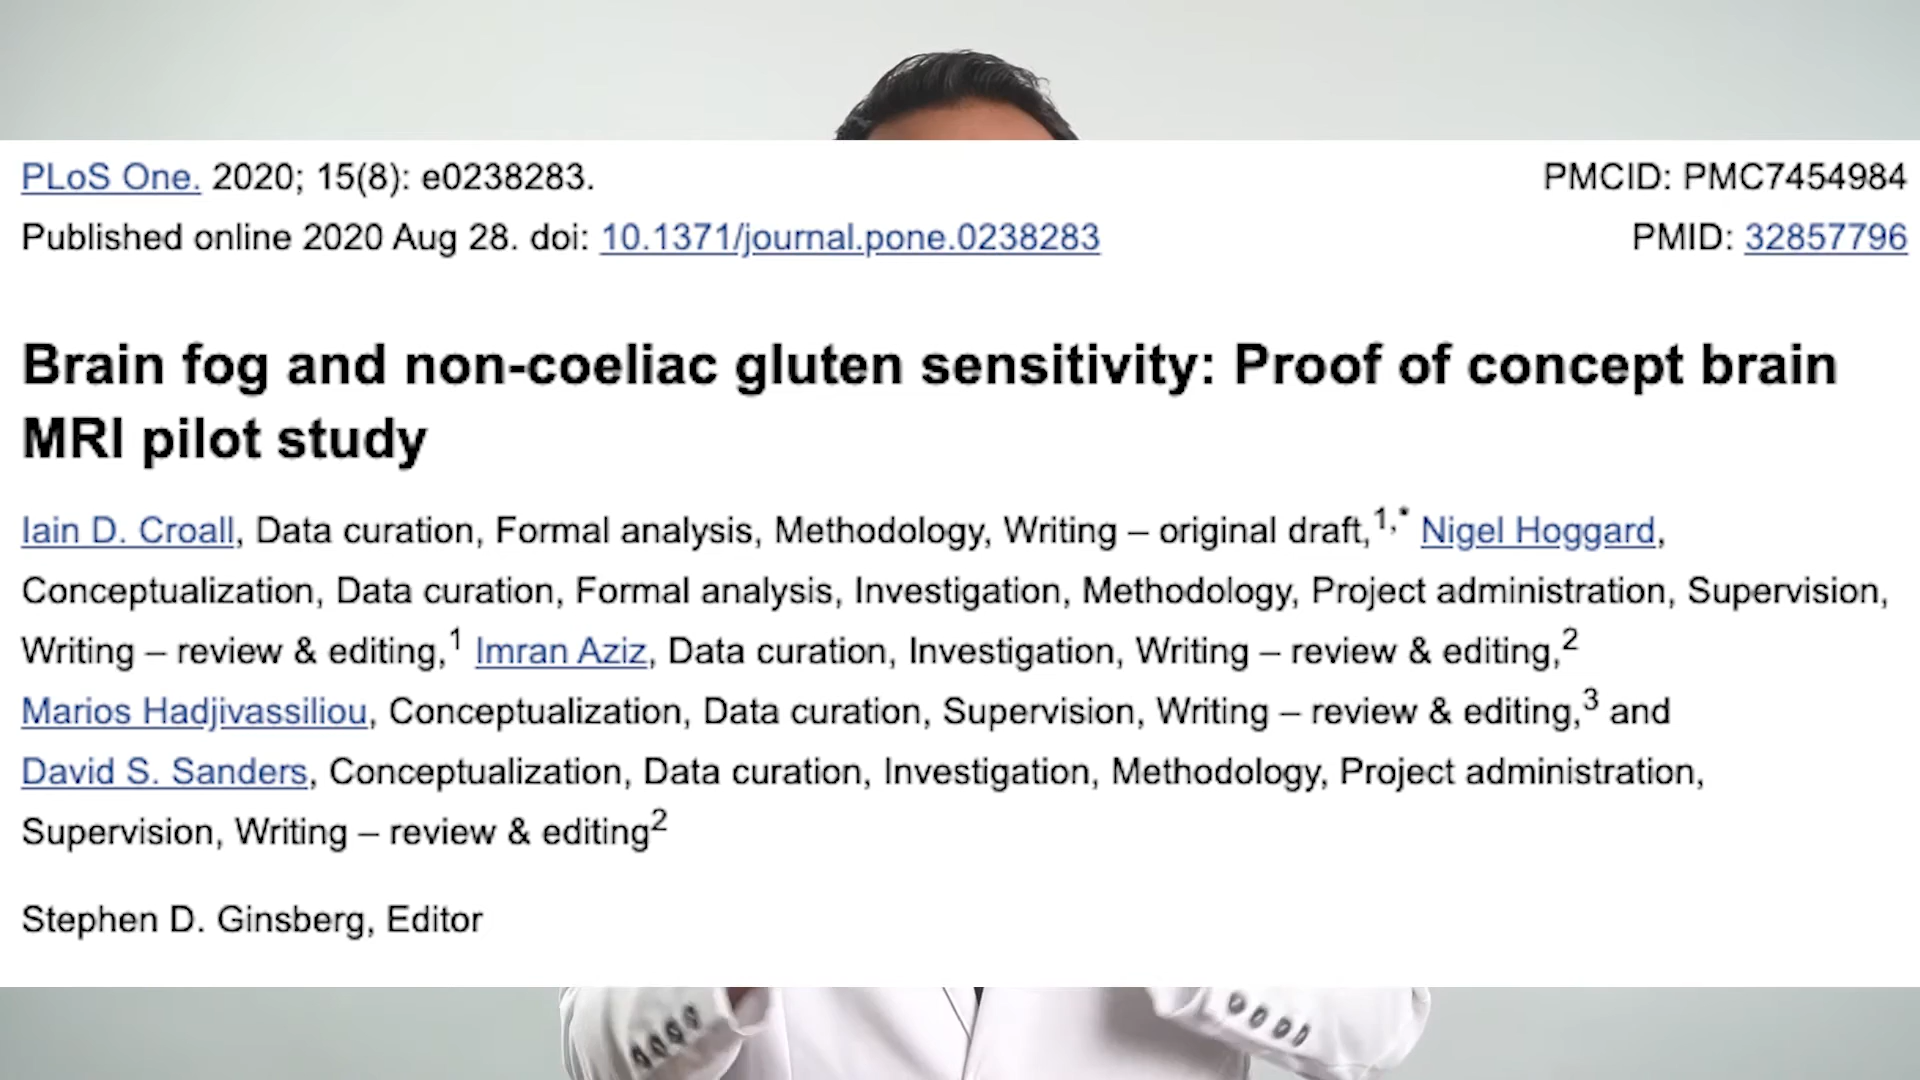 PLoS One. 2020; 15(8): e0238283.
PMCID: PMC7454984
Published online 2020 Aug 28. doi: 10.1371/journal.pone.0238283
PMID: 32857796
Brain fog and non-coeliac gluten sensitivity: Proof of concept brain
MRI pilot study
Iain D. Croall, Data curation, Formal analysis, Methodology, Writing – original draft,1,* Nigel Hoggard,
Conceptualization, Data curation, Formal analysis, Investigation, Methodology, Project administration, Supervision,
Writing – review & editing,1 Imran Aziz, Data curation, Investigation, Writing – review & editing,2
Marios Hadjivassiliou, Conceptualization, Data curation, Supervision, Writing – review & editing,3 and
David S. Sanders, Conceptualization, Data curation, Investigation, Methodology, Project administration,
Supervision, Writing – review & editing2
Stephen D. Ginsberg, Editor